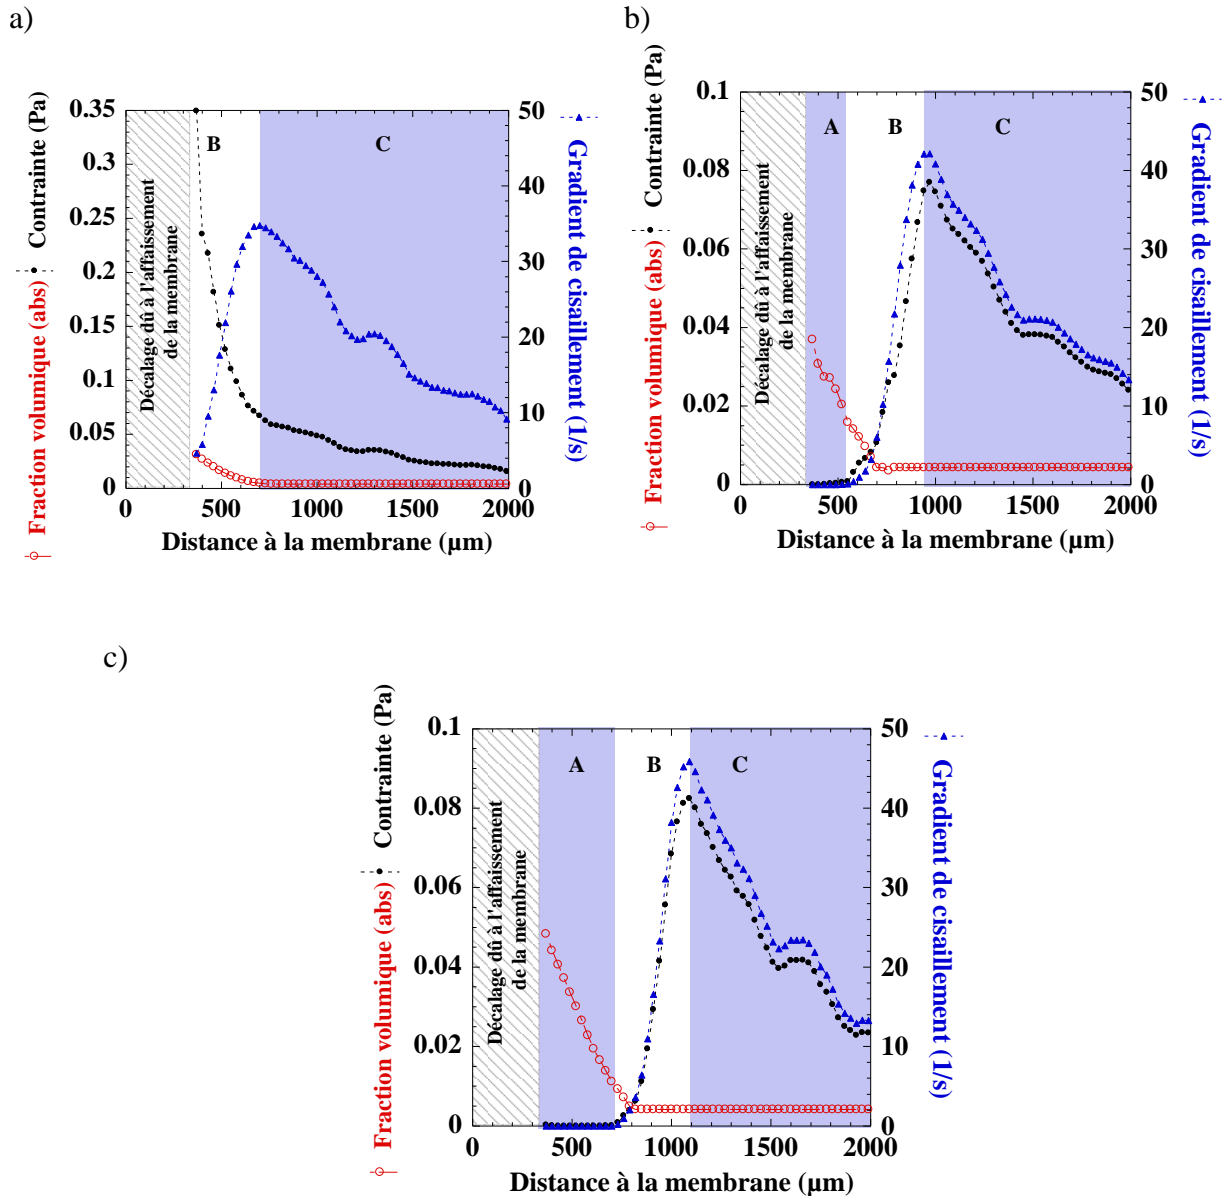 a)
Fraction volumique (abs) Contrainte (Pa)
0.35
0.3
0.25
0.2
0.15
0.1
0.05
0
B
C
Décalage dû à l'affaissement
de la membrane
50
40
30
20
10
0
Gradient de cisaillement (1/s)
0 500 1000 1500 2000
Distance à la membrane (µm)
b)
Fraction volumique (abs) Contrainte (Pa)
0.1
0.08
0.06
0.04
0.02
0
A
B
C
Décalage dû à l'affaissement
de la membrane
50
40
30
20
10
0
Gradient de cisaillement (1/s)
0 500 1000 1500 2000
Distance à la membrane (µm)
c)
Fraction volumique (abs) Contrainte (Pa)
0.1
0.08
0.06
0.04
0.02
0
A
B
C
Décalage dû à l'affaissement
de la membrane
50
40
30
20
10
0
Gradient de cisaillement (1/s)
0 500 1000 1500 2000
Distance à la membrane (µm)